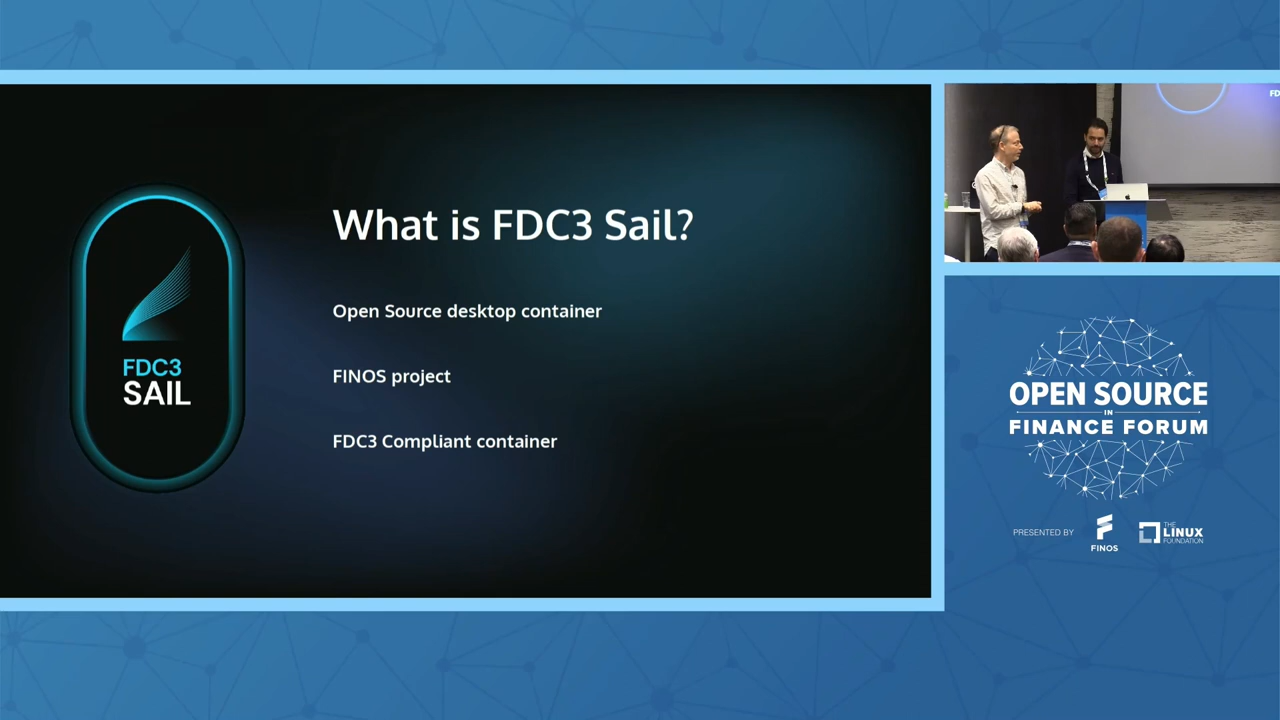 What is FDC3 Sail?
Open Source desktop container
FINOS project
FDC3 Compliant container
FDC3
SAIL
FD
OPEN SOURCE
IN
FINANCE FORUM
PRESENTED BY
FINOS
THE
LINUX
FOUNDATION